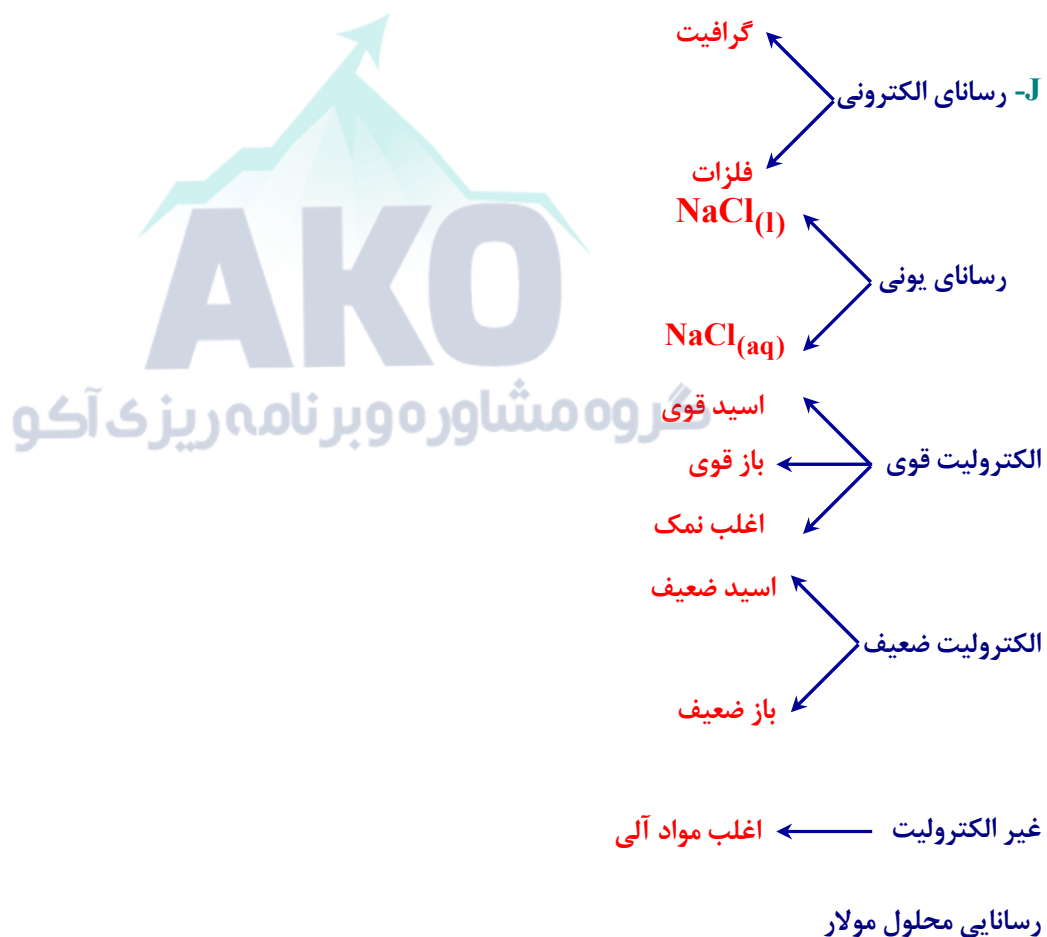 گرافیت
J- رسانای الکترونی
فلزات
NaCl(l)
رسانای یونی
NaCl(aq)
اسید قوی
الکترولیت قوی
باز قوی
اغلب نمک
اسید ضعیف
الکترولیت ضعیف
باز ضعیف
غیر الکترولیت
اغلب مواد آلی
رسانایی محلول مولار
AKO
گروه مشاوره وبرنامه ریزی آکو